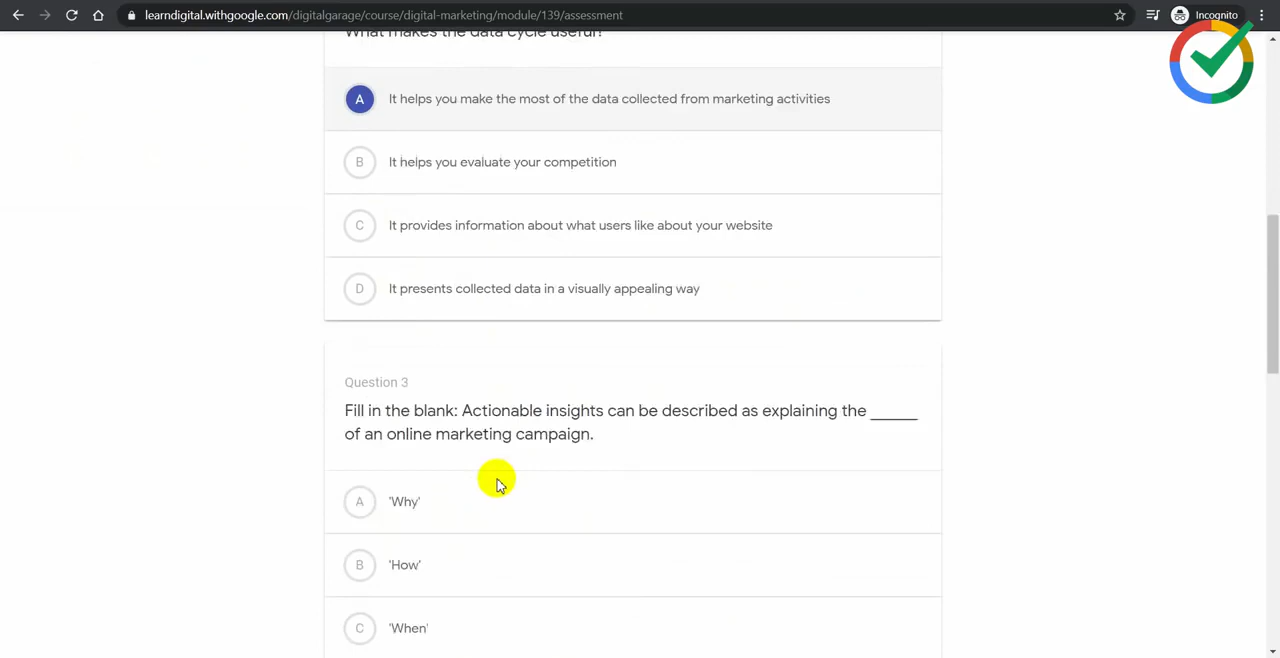 learndigital.withgoogle.com/digitalgarage/course/digital-marketing/module/139/assessment
Incognito
What makes the data cycle useful?
A It helps you make the most of the data collected from marketing activities
B It helps you evaluate your competition
C It provides information about what users like about your website
D It presents collected data in a visually appealing way
Question 3
Fill in the blank: Actionable insights can be described as explaining the ______
of an online marketing campaign.
A 'Why'
B 'How'
C 'When'